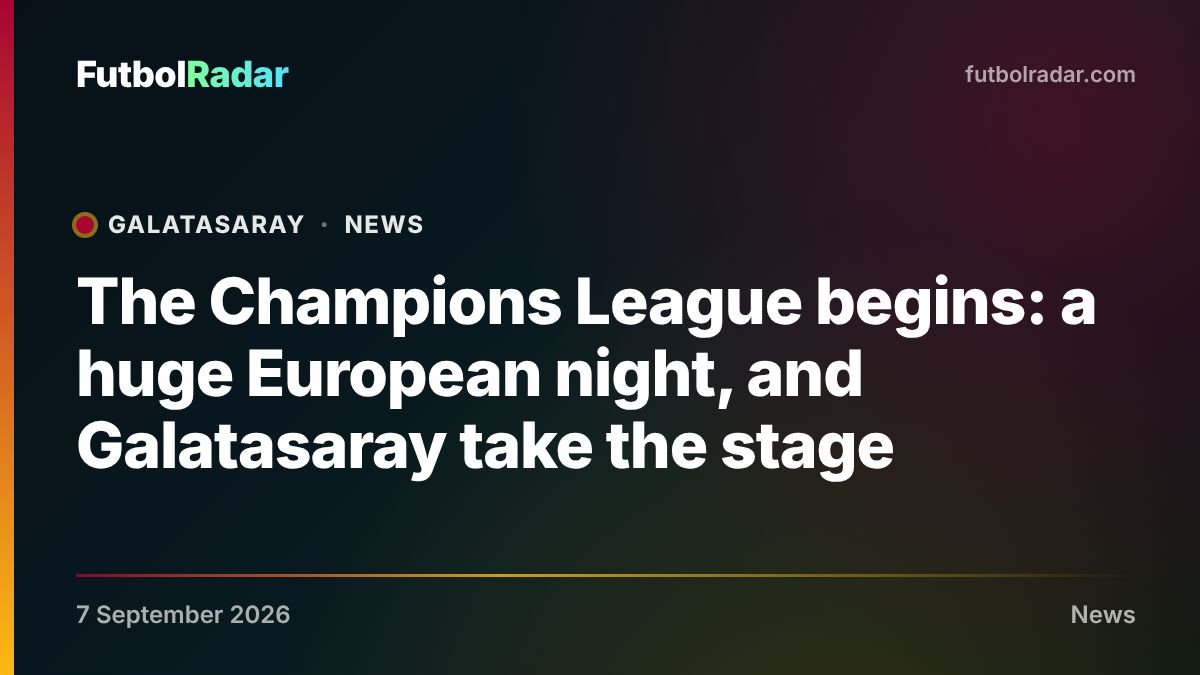 FutbolRadar
futbolradar.com
GALATASARAY · NEWS
The Champions League begins: a
huge European night, and
Galatasaray take the stage
7 September 2026
News